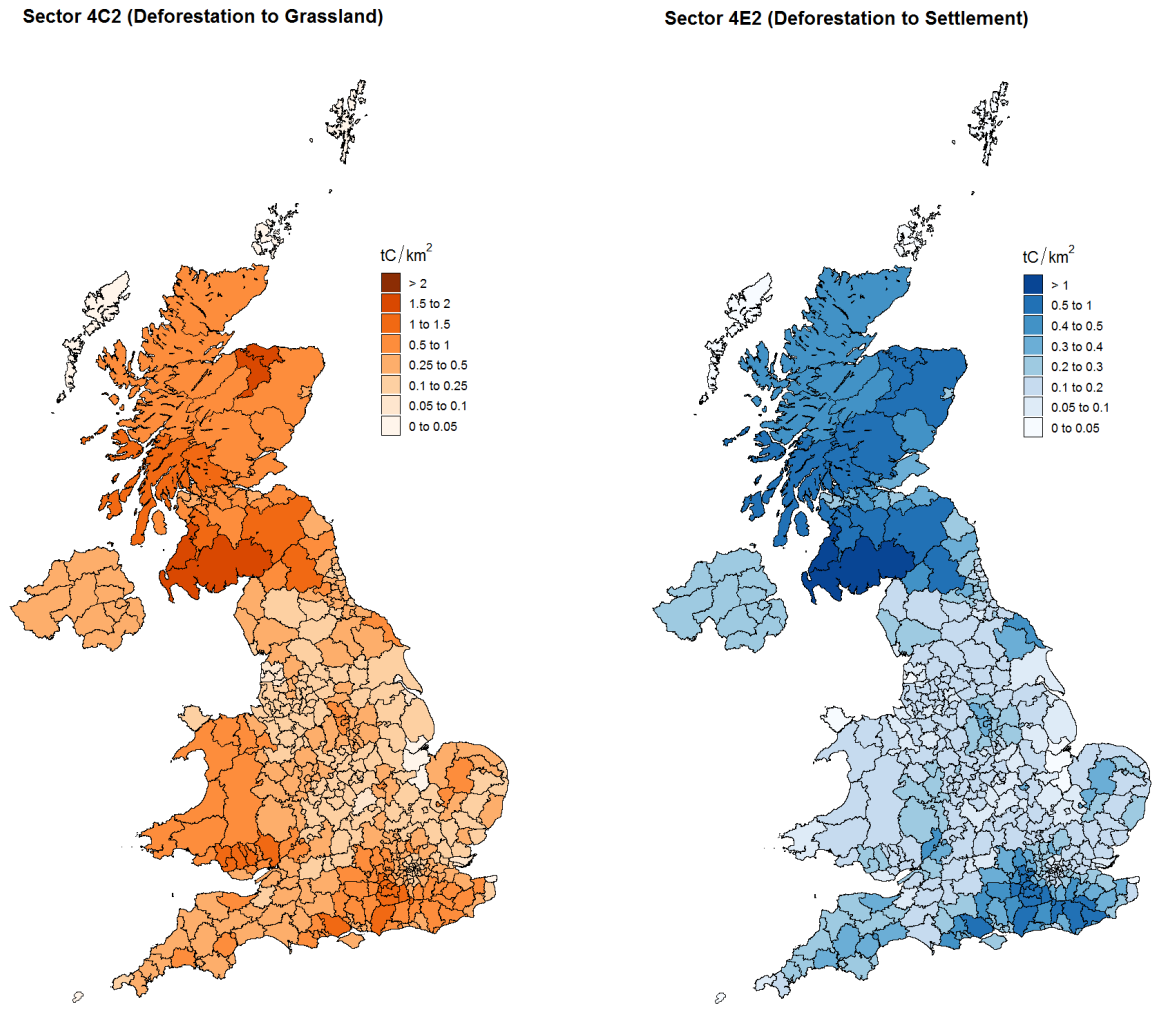 Sector 4C2 (Deforestation to Grassland)
Sector 4E2 (Deforestation to Settlement)
tC/km²
> 2
1.5 to 2
1 to 1.5
0.5 to 1
0.25 to 0.5
0.1 to 0.25
0.05 to 0.1
0 to 0.05
tC/km²
> 1
0.5 to 1
0.4 to 0.5
0.3 to 0.4
0.2 to 0.3
0.1 to 0.2
0.05 to 0.1
0 to 0.05